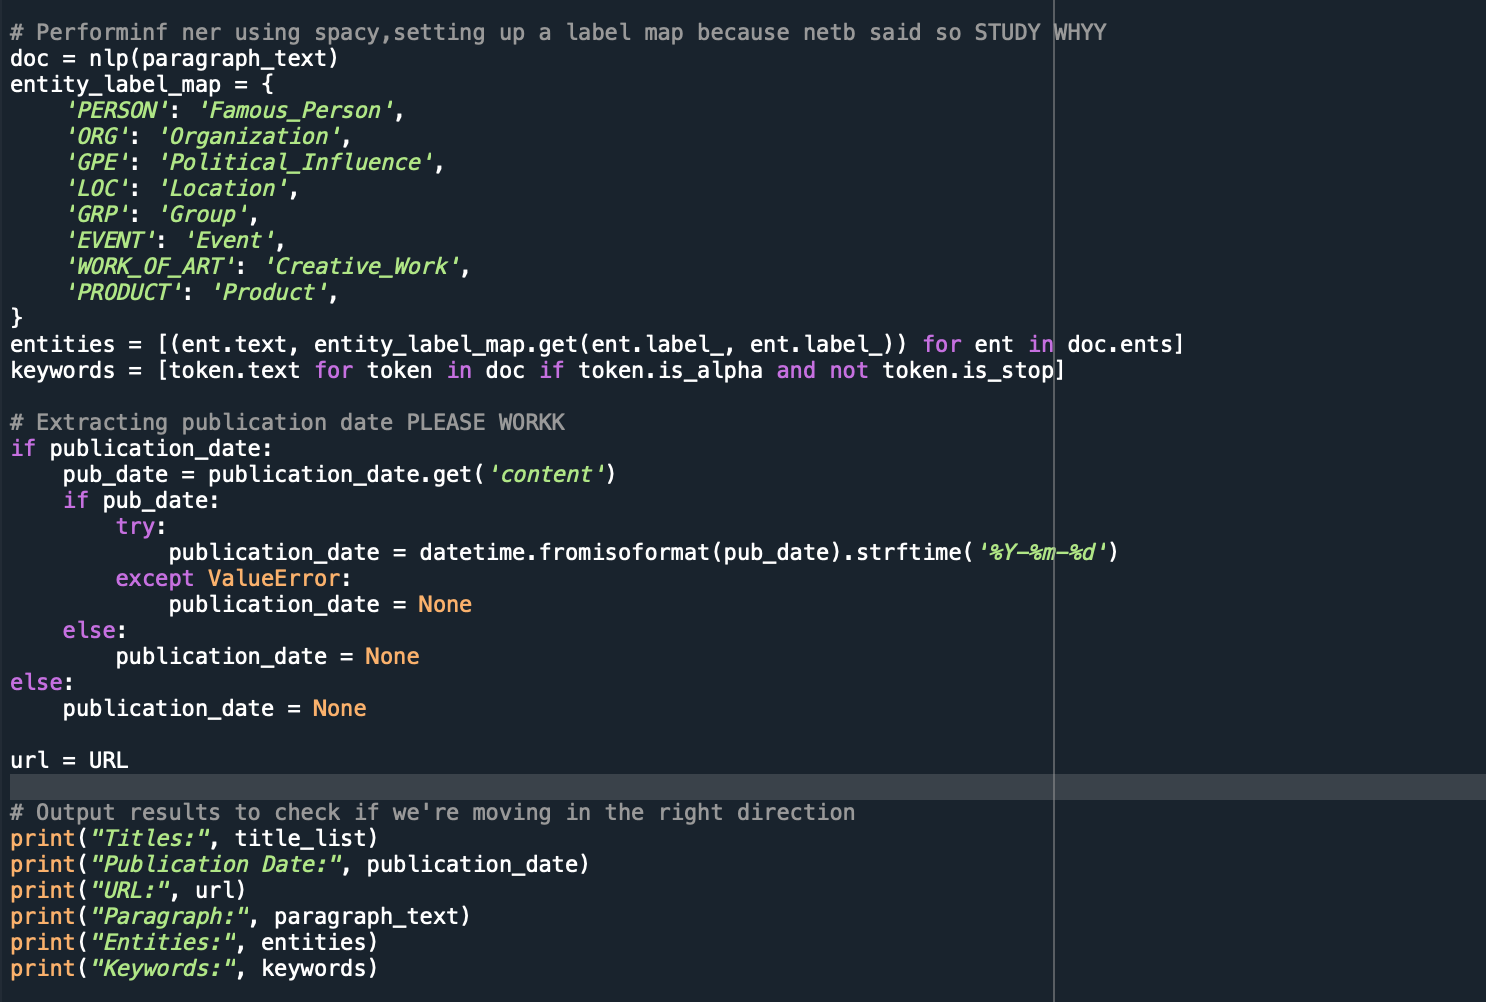 # Performinf ner using spacy,setting up a label map because netb said so STUDY WHYY
doc = nlp(paragraph_text)
entity_label_map = {
    'PERSON': 'Famous_Person',
    'ORG': 'Organization',
    'GPE': 'Political_Influence',
    'LOC': 'Location',
    'GRP': 'Group',
    'EVENT': 'Event',
    'WORK_OF_ART': 'Creative_Work',
    'PRODUCT': 'Product',
}
entities = [(ent.text, entity_label_map.get(ent.label_, ent.label_)) for ent in doc.ents]
keywords = [token.text for token in doc if token.is_alpha and not token.is_stop]

# Extracting publication date PLEASE WORKK
if publication_date:
    pub_date = publication_date.get('content')
    if pub_date:
        try:
            publication_date = datetime.fromisoformat(pub_date).strftime('%Y-%m-%d')
        except ValueError:
            publication_date = None
    else:
        publication_date = None
else:
    publication_date = None

url = URL

# Output results to check if we're moving in the right direction
print("Titles:", title_list)
print("Publication Date:", publication_date)
print("URL:", url)
print("Paragraph:", paragraph_text)
print("Entities:", entities)
print("Keywords:", keywords)